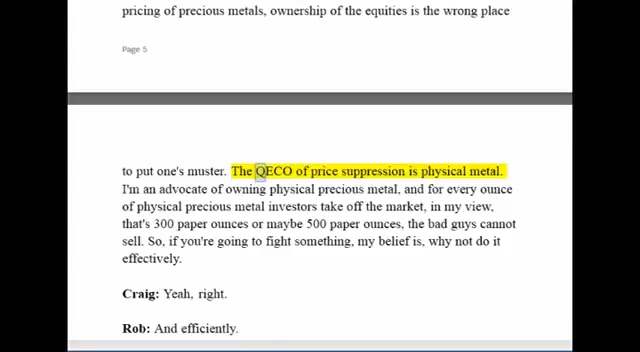 pricing of precious metals, ownership of the equities is the wrong place
Page 5
to put one's muster. The QECO of price suppression is physical metal.
I'm an advocate of owning physical precious metal, and for every ounce
of physical precious metal investors take off the market, in my view,
that's 300 paper ounces or maybe 500 paper ounces, the bad guys cannot
sell. So, if you're going to fight something, my belief is, why not do it
effectively.
Craig: Yeah, right.
Rob: And efficiently.